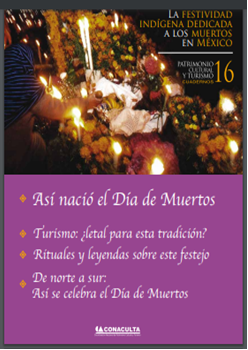 LA FESTIVIDAD
INDÍGENA DEDICADA
A LOS MUERTOS
EN MÉXICO
PATRIMONIO
CULTURAL
Y TURISMO
CUADERNOS
16
Así nació el Día de Muertos
Turismo: ¿letal para esta tradición?
Rituales y leyendas sobre este festejo
De norte a sur:
Así se celebra el Día de Muertos
CONACULTA